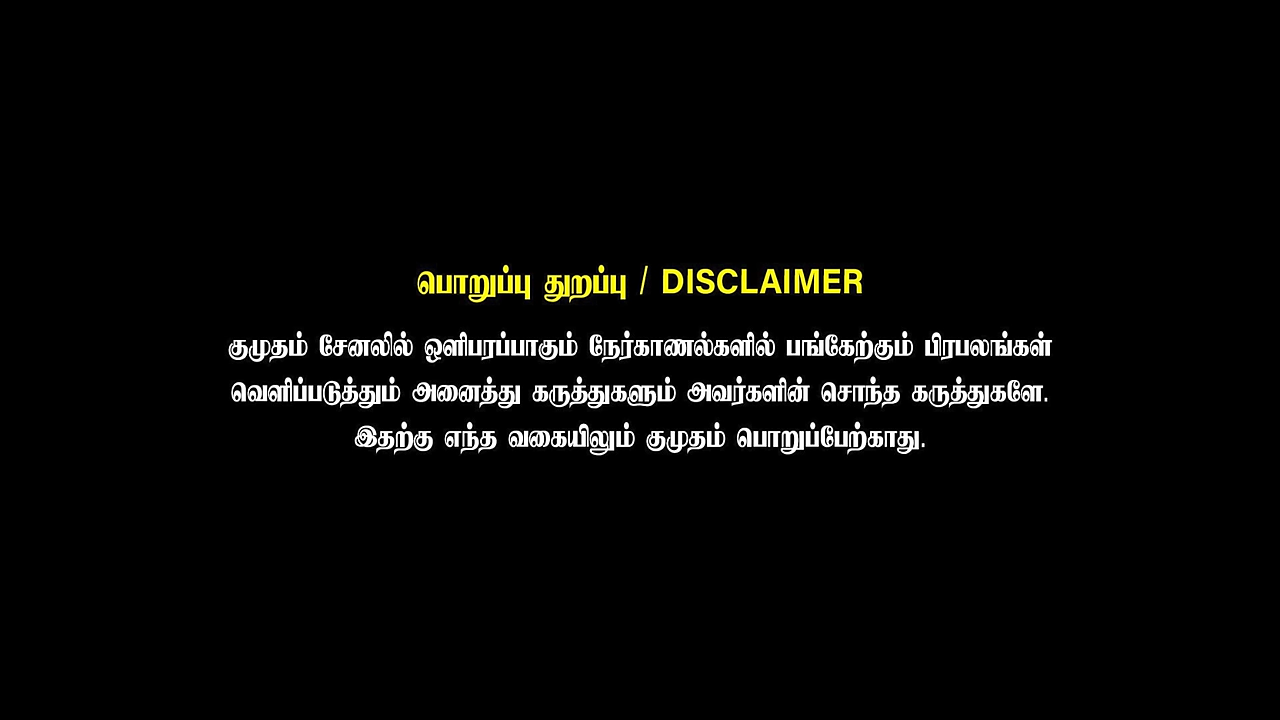 பொறுப்பு துறப்பு / DISCLAIMER
குமுதம் சேனலில் ஒளிபரப்பாகும் நேர்காணல்களில் பங்கேற்கும் பிரபலங்கள்
வெளிப்படுத்தும் அனைத்து கருத்துகளும் அவர்களின் சொந்த கருத்துகளே.
இதற்கு எந்த வகையிலும் குமுதம் பொறுப்பேற்காது.